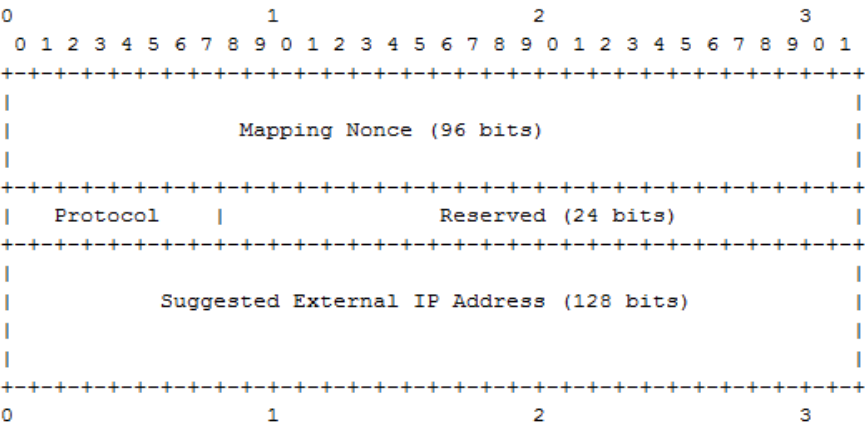 0                   1                   2                   3
 0 1 2 3 4 5 6 7 8 9 0 1 2 3 4 5 6 7 8 9 0 1 2 3 4 5 6 7 8 9 0 1
+-+-+-+-+-+-+-+-+-+-+-+-+-+-+-+-+-+-+-+-+-+-+-+-+-+-+-+-+-+-+-+-+
|                                                               |
|                 Mapping Nonce (96 bits)                       |
|                                                               |
+-+-+-+-+-+-+-+-+-+-+-+-+-+-+-+-+-+-+-+-+-+-+-+-+-+-+-+-+-+-+-+-+
|   Protocol    |                Reserved (24 bits)             |
+-+-+-+-+-+-+-+-+-+-+-+-+-+-+-+-+-+-+-+-+-+-+-+-+-+-+-+-+-+-+-+-+
|                                                               |
|           Suggested External IP Address (128 bits)            |
|                                                               |
|                                                               |
+-+-+-+-+-+-+-+-+-+-+-+-+-+-+-+-+-+-+-+-+-+-+-+-+-+-+-+-+-+-+-+-+
0                   1                   2                   3